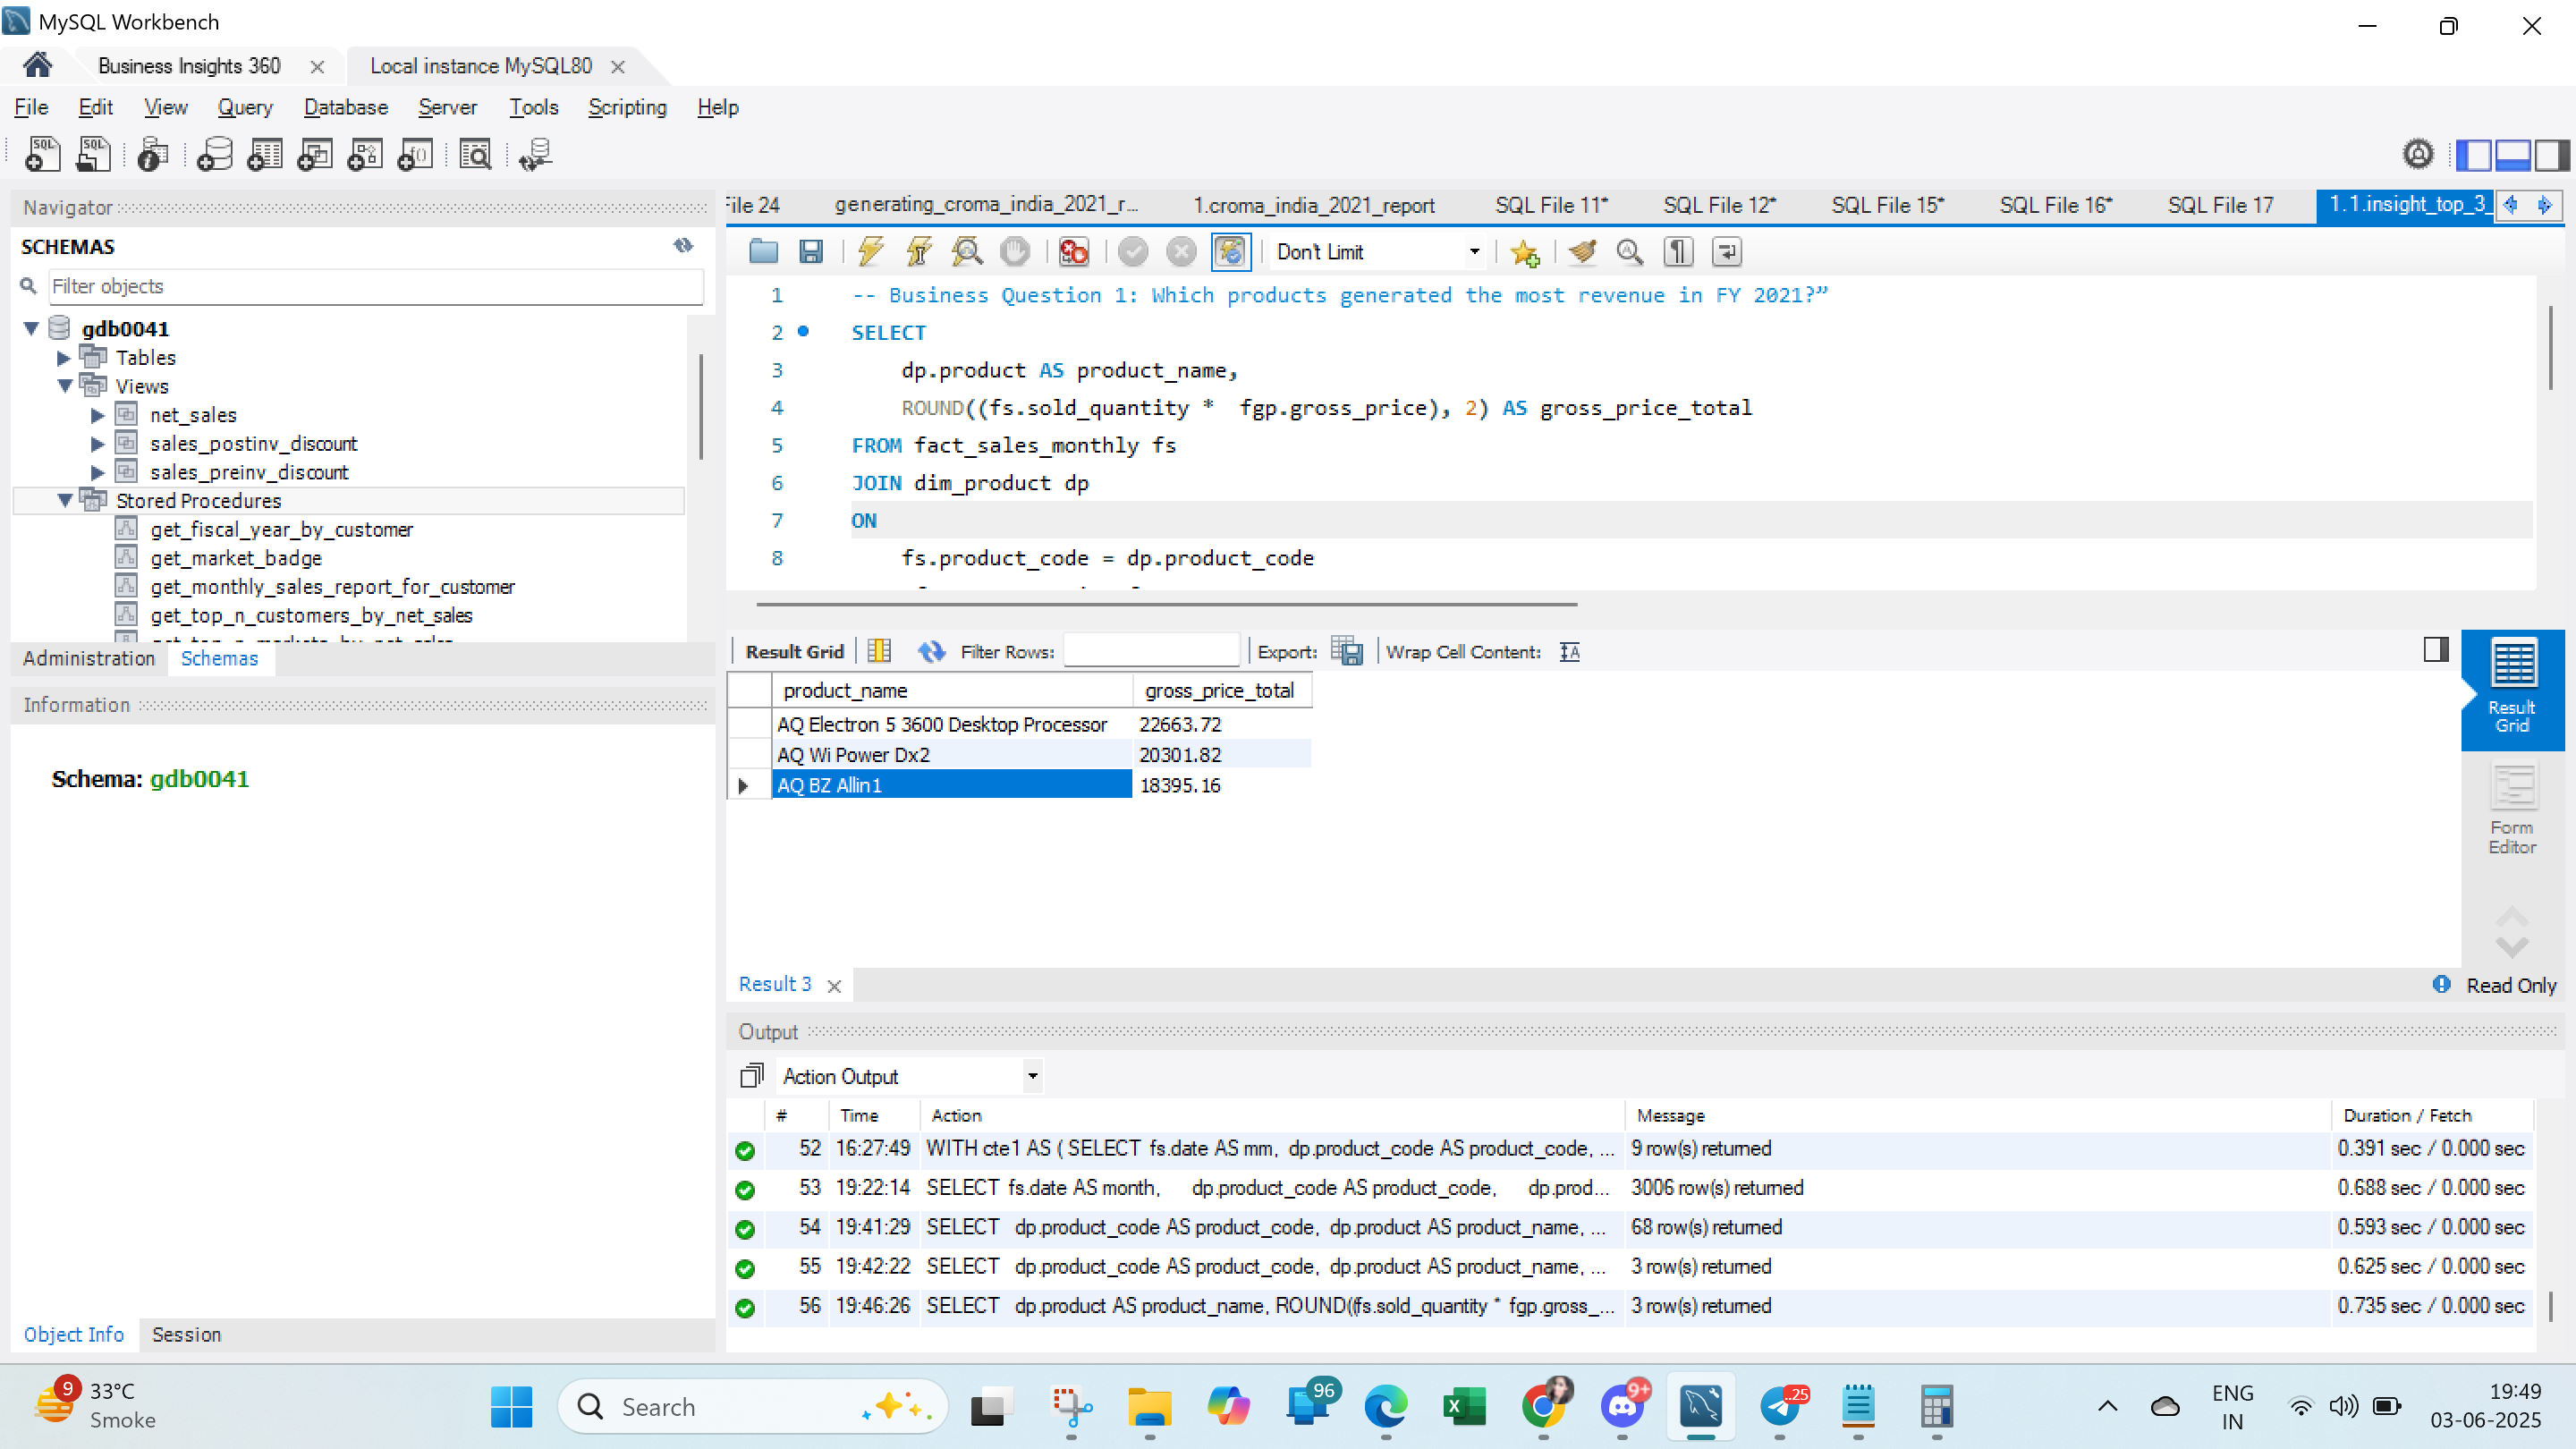 MySQL Workbench
Business Insights 360
Local instance MySQL80
File Edit View Query Database Server Tools Scripting Help
Navigator
SCHEMAS
Filter objects
gdb0041
Tables
Views
net_sales
sales_postinv_discount
sales_preinv_discount
Stored Procedures
get_fiscal_year_by_customer
get_market_badge
get_monthly_sales_report_for_customer
get_top_n_customers_by_net_sales
Administration Schemas
Information
Schema: gdb0041
Object Info Session
File 24 generating_croma_india_2021_r... 1.croma_india_2021_report SQL File 11* SQL File 12* SQL File 15* SQL File 16* SQL File 17 1.1.insight_top_3_
Don't Limit
1 -- Business Question 1: Which products generated the most revenue in FY 2021?”
2 SELECT
3 dp.product AS product_name,
4 ROUND((fs.sold_quantity *  fgp.gross_price), 2) AS gross_price_total
5 FROM fact_sales_monthly fs
6 JOIN dim_product dp
7 ON
8 fs.product_code = dp.product_code
Result Grid Filter Rows: Export: Wrap Cell Content:
product_name gross_price_total
AQ Electron 5 3600 Desktop Processor 22663.72
AQ Wi Power Dx2 20301.82
AQ BZ Allin1 18395.16
Result Grid
Form Editor
Result 3
Read Only
Output
Action Output
# Time Action Message Duration / Fetch
52 16:27:49 WITH cte1 AS ( SELECT fs.date AS mm, dp.product_code AS product_code, ... 9 row(s) returned 0.391 sec / 0.000 sec
53 19:22:14 SELECT fs.date AS month, dp.product_code AS product_code, dp.prod... 3006 row(s) returned 0.688 sec / 0.000 sec
54 19:41:29 SELECT dp.product_code AS product_code, dp.product AS product_name, ... 68 row(s) returned 0.593 sec / 0.000 sec
55 19:42:22 SELECT dp.product_code AS product_code, dp.product AS product_name, ... 3 row(s) returned 0.625 sec / 0.000 sec
56 19:46:26 SELECT dp.product AS product_name, ROUND((fs.sold_quantity * fgp.gross_... 3 row(s) returned 0.735 sec / 0.000 sec
9
33°C
Smoke
Search
96
9+
..25
ENG
IN
19:49
03-06-2025